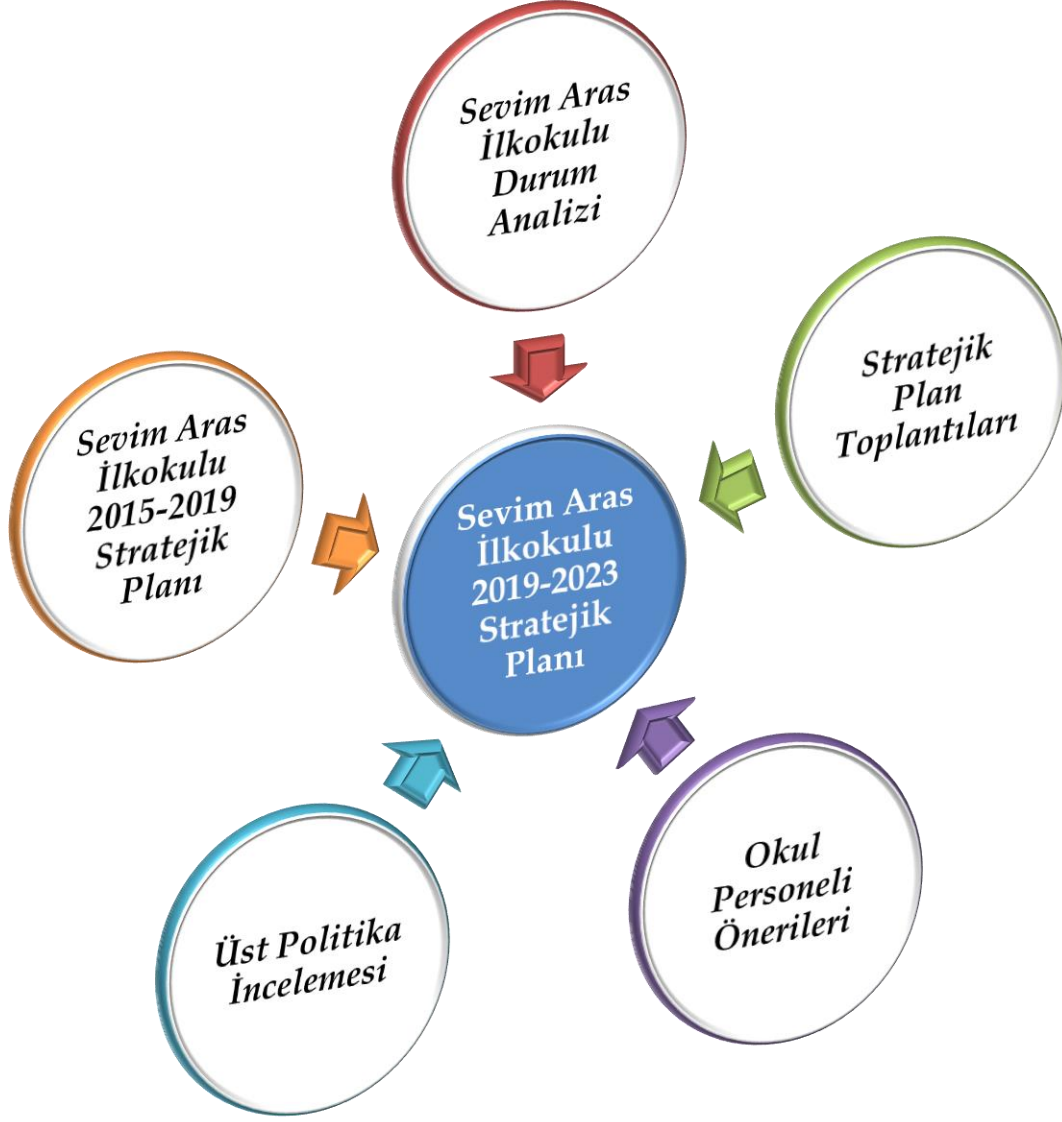 Sevim Aras
İlkokulu
Durum
Analizi
Stratejik
Plan
Toplantıları
Sevim Aras
İlkokulu
2015-2019
Stratejik
Planı
Sevim Aras
İlkokulu
2019-2023
Stratejik
Planı
Okul
Personeli
Önerileri
Üst Politika
İncelemesi